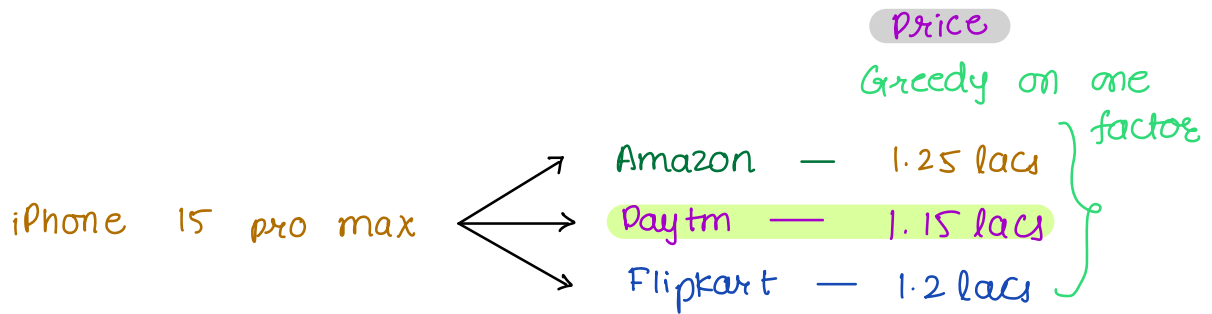 Price
Greedy on one
factor
Amazon — 1.25 lacs
iPhone 15 pro max
Paytm — 1.15 lacs
Flipkart — 1.2 lacs